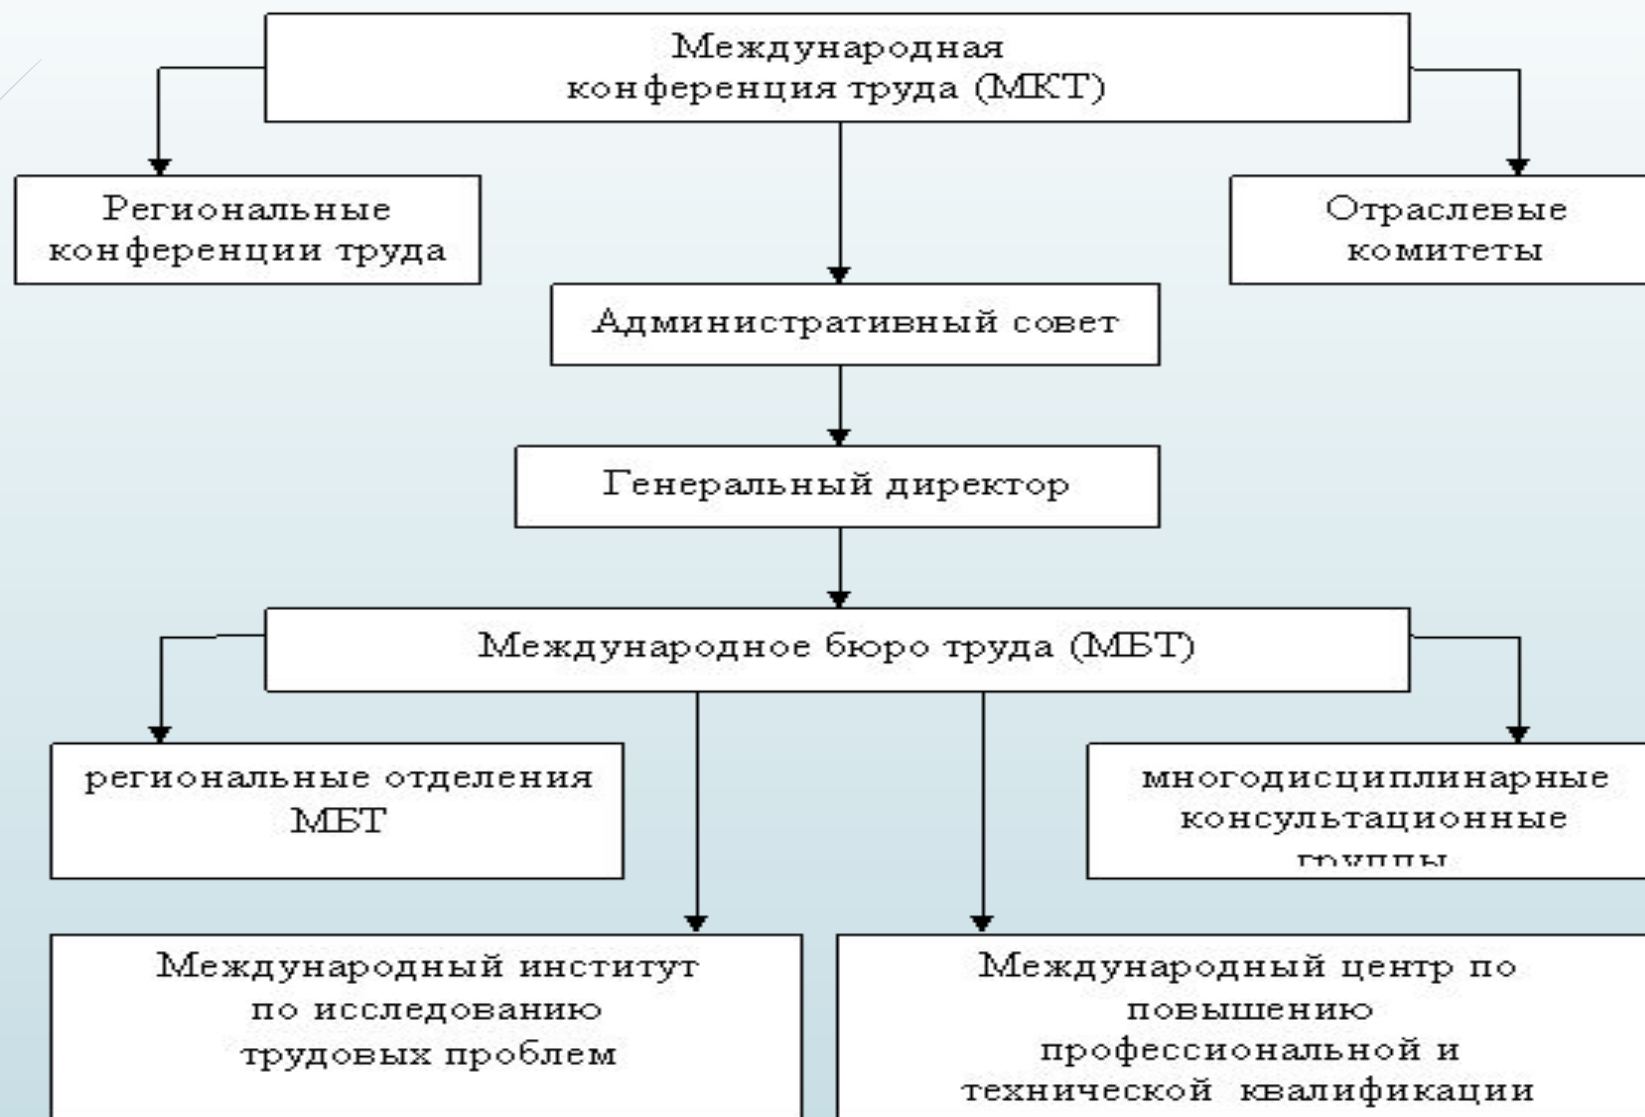 Международная
конференция труда (МКТ)
Региональные
конференции труда
Отраслевые
комитеты
Административный совет
Генеральный директор
Международное бюро труда (МБТ)
региональные отделения
МБТ
многодисциплинарные
консультационные
группы
Международный институт
по исследованию
трудовых проблем
Международный центр по
повышению
профессиональной и
технической квалификации